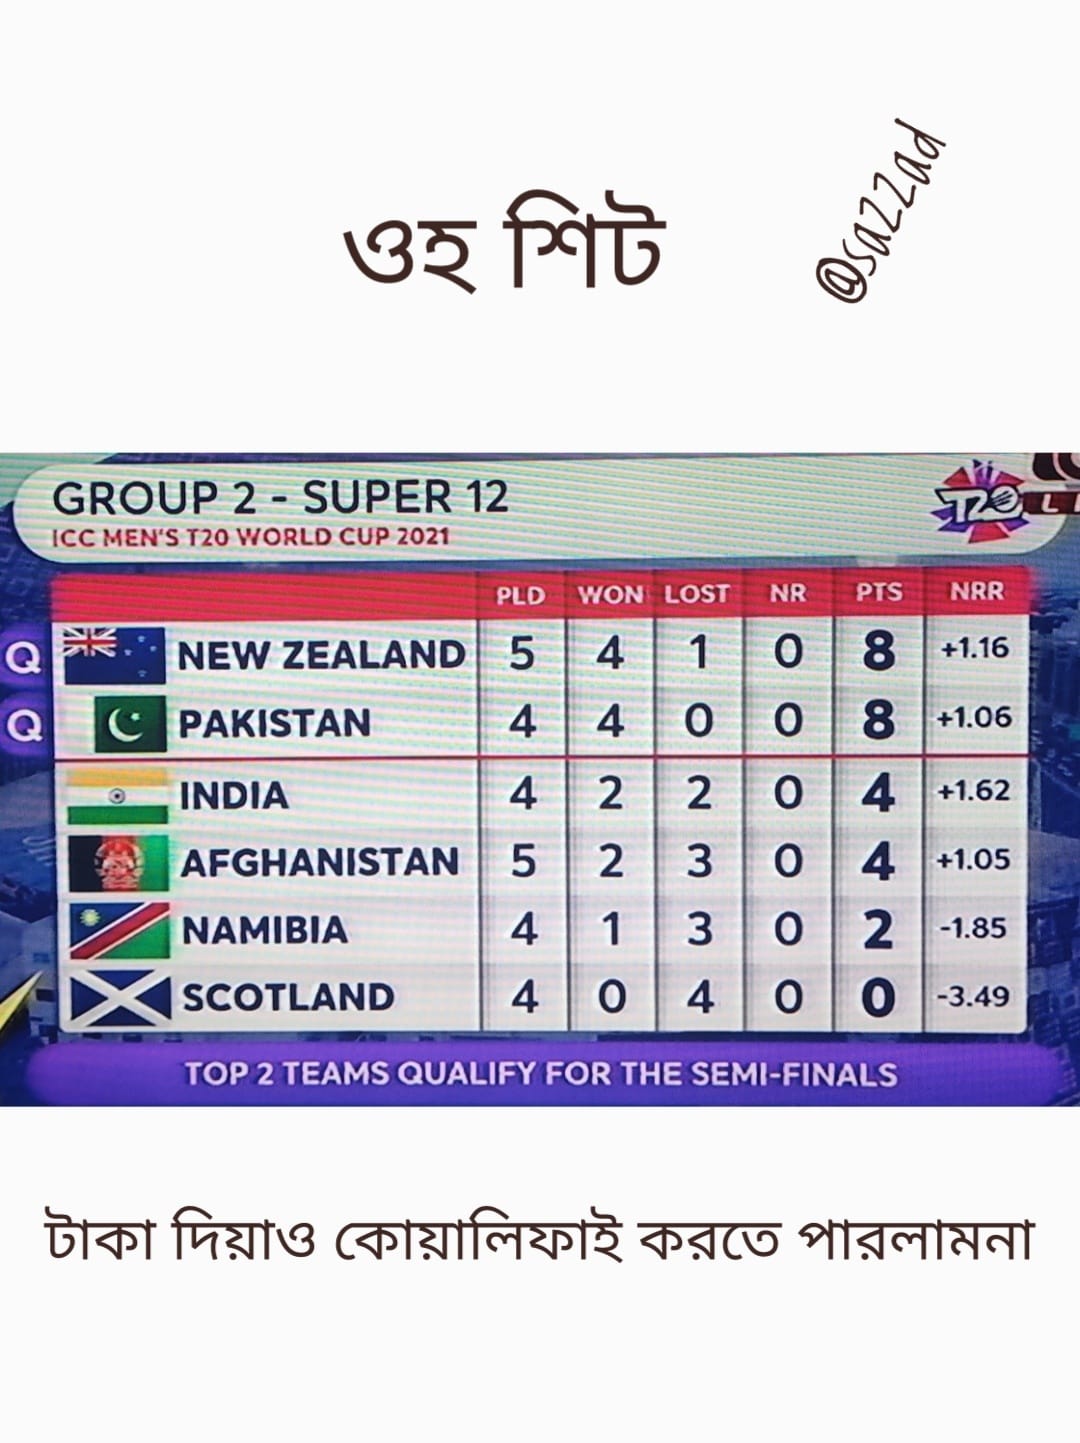 ওহ শিট
@sazzad
GROUP 2 - SUPER 12
ICC MEN'S T20 WORLD CUP 2021
T20
PLD WON LOST NR PTS NRR
Q NEW ZEALAND 5 4 1 0 8 +1.16
Q PAKISTAN 4 4 0 0 8 +1.06
INDIA 4 2 2 0 4 +1.62
AFGHANISTAN 5 2 3 0 4 +1.05
NAMIBIA 4 1 3 0 2 -1.85
SCOTLAND 4 0 4 0 0 -3.49
TOP 2 TEAMS QUALIFY FOR THE SEMI-FINALS
টাকা দিয়াও কোয়ালিফাই করতে পারলামনা